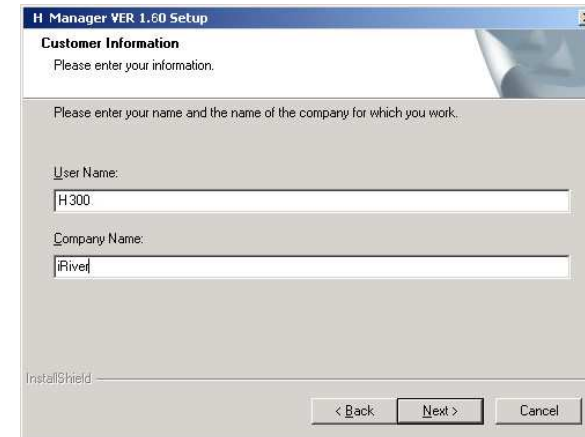 H Manager VER 1.60 Setup
Customer Information
Please enter your information.
Please enter your name and the name of the company for which you work.
User Name:
H300
Company Name:
iRiver
InstallShield
< Back
Next >
Cancel